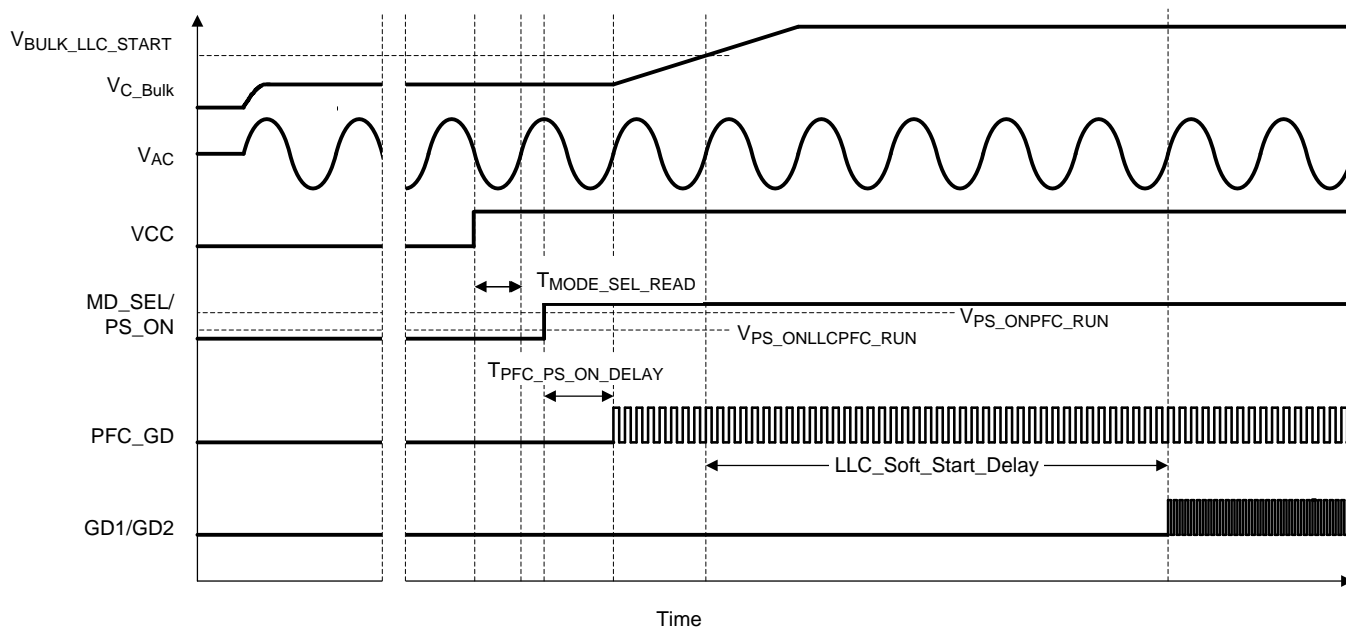 VBULK_LLC_START
VC_Bulk
VAC
VCC
TMODE_SEL_READ
MD_SEL/
PS_ON
VPS_ONPFC_RUN
VPS_ONLLCPFC_RUN
TPFC_PS_ON_DELAY
PFC_GD
LLC_Soft_Start_Delay
GD1/GD2
Time